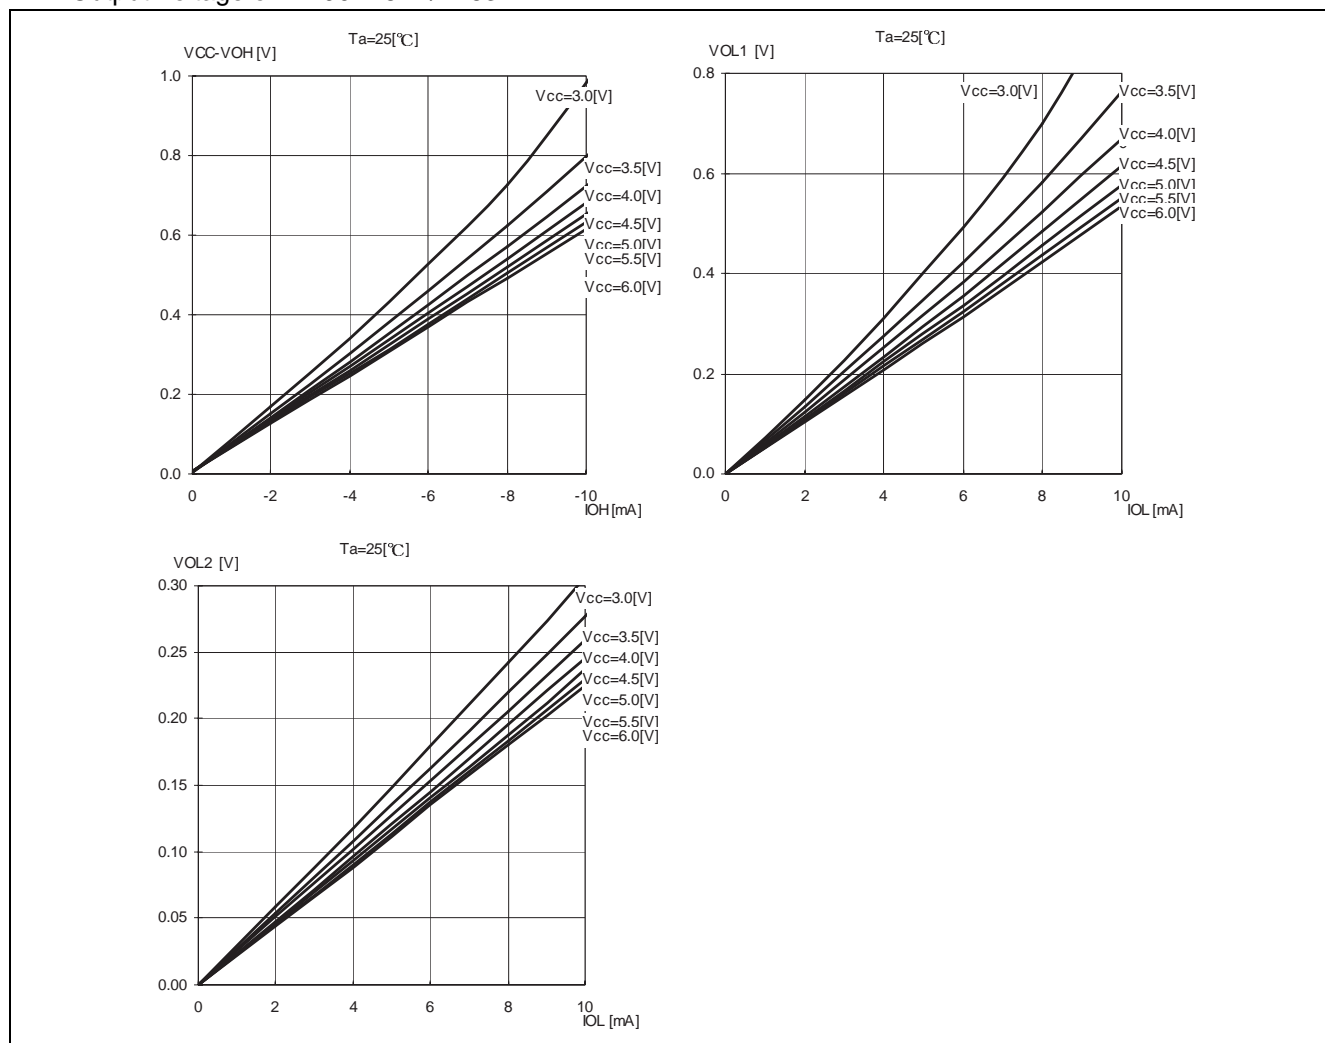 Ta=25[℃]
VCC-VOH [V]
1.0
0.8
0.6
0.4
0.2
0.0
Vcc=3.0[V]
Vcc=3.5[V]
Vcc=4.0[V]
Vcc=4.5[V]
Vcc=5.0[V]
Vcc=5.5[V]
Vcc=6.0[V]
0 -2 -4 -6 -8 -10
IOH [mA]
Ta=25[℃]
VOL1 [V]
0.8
0.6
0.4
0.2
0.0
Vcc=3.0[V]
Vcc=3.5[V]
Vcc=4.0[V]
Vcc=4.5[V]
Vcc=5.0[V]
Vcc=5.5[V]
Vcc=6.0[V]
0 2 4 6 8 10
IOL [mA]
Ta=25[℃]
VOL2 [V]
0.30
0.25
0.20
0.15
0.10
0.05
0.00
Vcc=3.0[V]
Vcc=3.5[V]
Vcc=4.0[V]
Vcc=4.5[V]
Vcc=5.0[V]
Vcc=5.5[V]
Vcc=6.0[V]
0 2 4 6 8 10
IOL [mA]